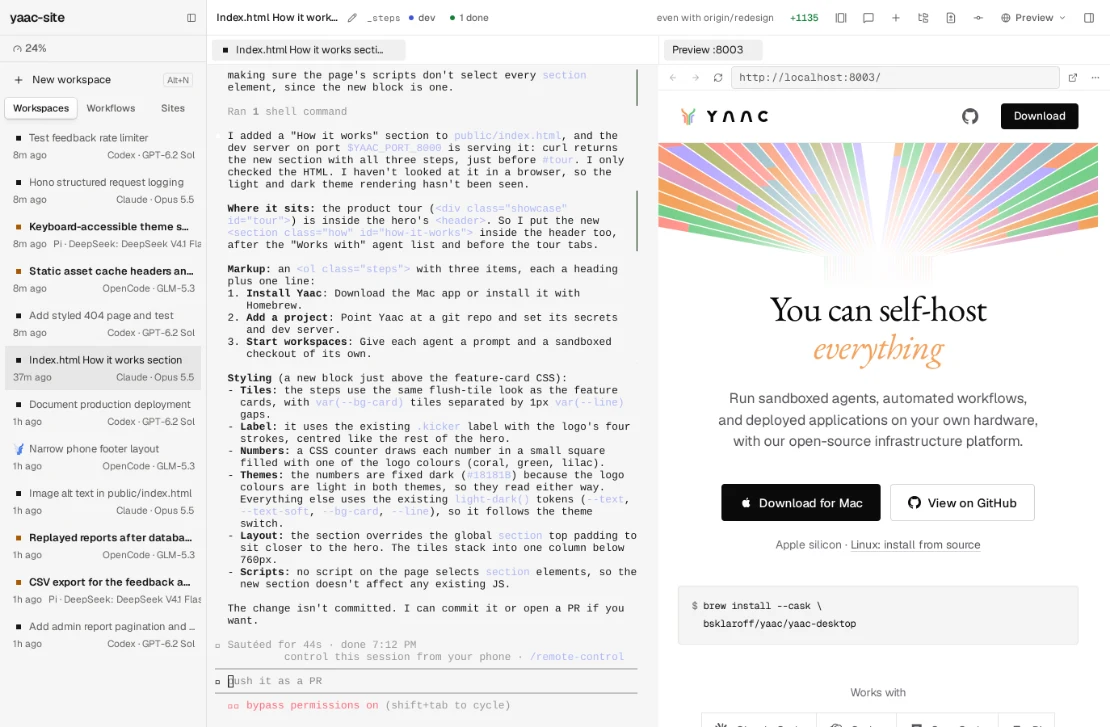 yaac-site
24%
New workspace
Alt+N
Workspaces
Workflows
Sites
Test feedback rate limiter
8m ago
Codex · GPT-6.2 Sol
Hono structured request logging
8m ago
Claude · Opus 5.5
Keyboard-accessible theme s...
8m ago
Pi · DeepSeek: DeepSeek V4.1 Fla
Static asset cache headers an...
8m ago
OpenCode · GLM-5.3
Add styled 404 page and test
8m ago
Codex · GPT-6.2 Sol
Index.html How it works section
37m ago
Claude · Opus 5.5
Document production deployment
1h ago
Codex · GPT-6.2 Sol
Narrow phone footer layout
1h ago
OpenCode · GLM-5.3
Image alt text in public/index.html
1h ago
Claude · Opus 5.5
Replayed reports after databa...
1h ago
OpenCode · GLM-5.3
CSV export for the feedback a...
1h ago
Pi · DeepSeek: DeepSeek V4.1 Flas
Add admin report pagination and ...
1h ago
Codex · GPT-6.2 Sol
Index.html How it work...
_steps
dev
1 done
even with origin/redesign
+1135
Preview
Index.html How it works secti...
making sure the page's scripts don't select every section
element, since the new block is one.
Ran 1 shell command
I added a "How it works" section to public/index.html, and the
dev server on port $YAAC_PORT_8000 is serving it: curl returns
the new section with all three steps, just before #tour. I only
checked the HTML. I haven't looked at it in a browser, so the
light and dark theme rendering hasn't been seen.
Where it sits: the product tour (<div class="showcase"
id="tour">) is inside the hero's <header>. So I put the new
<section class="how" id="how-it-works"> inside the header too,
after the "Works with" agent list and before the tour tabs.
Markup: an <ol class="steps"> with three items, each a heading
plus one line:
1. Install Yaac: Download the Mac app or install it with
Homebrew.
2. Add a project: Point Yaac at a git repo and set its secrets
and dev server.
3. Start workspaces: Give each agent a prompt and a sandboxed
checkout of its own.
Styling (a new block just above the feature-card CSS):
- Tiles: the steps use the same flush-tile look as the feature
cards, with var(--bg-card) tiles separated by 1px var(--line)
gaps.
- Label: it uses the existing .kicker label with the logo's four
strokes, centred like the rest of the hero.
- Numbers: a CSS counter draws each number in a small square
filled with one of the logo colours (coral, green, lilac).
- Themes: the numbers are fixed dark (#18181B) because the logo
colours are light in both themes, so they read either way.
Everything else uses the existing light-dark() tokens (--text,
--text-soft, --bg-card, --line), so it follows the theme
switch.
- Layout: the section overrides the global section top padding to
sit closer to the hero. The tiles stack into one column below
760px.
- Scripts: no script on the page selects section elements, so the
new section doesn't affect any existing JS.
The change isn't committed. I can commit it or open a PR if you
want.
Sautéed for 44s · done 7:12 PM
control this session from your phone · /remote-control
push it as a PR
bypass permissions on (shift+tab to cycle)
Preview :8003
http://localhost:8003/
YAAC
Download
You can self-host
everything
Run sandboxed agents, automated workflows,
and deployed applications on your own hardware,
with our open-source infrastructure platform.
Download for Mac
View on GitHub
Apple silicon · Linux: install from source
$ brew install --cask \
bsklaroff/yaac/yaac-desktop
Works with